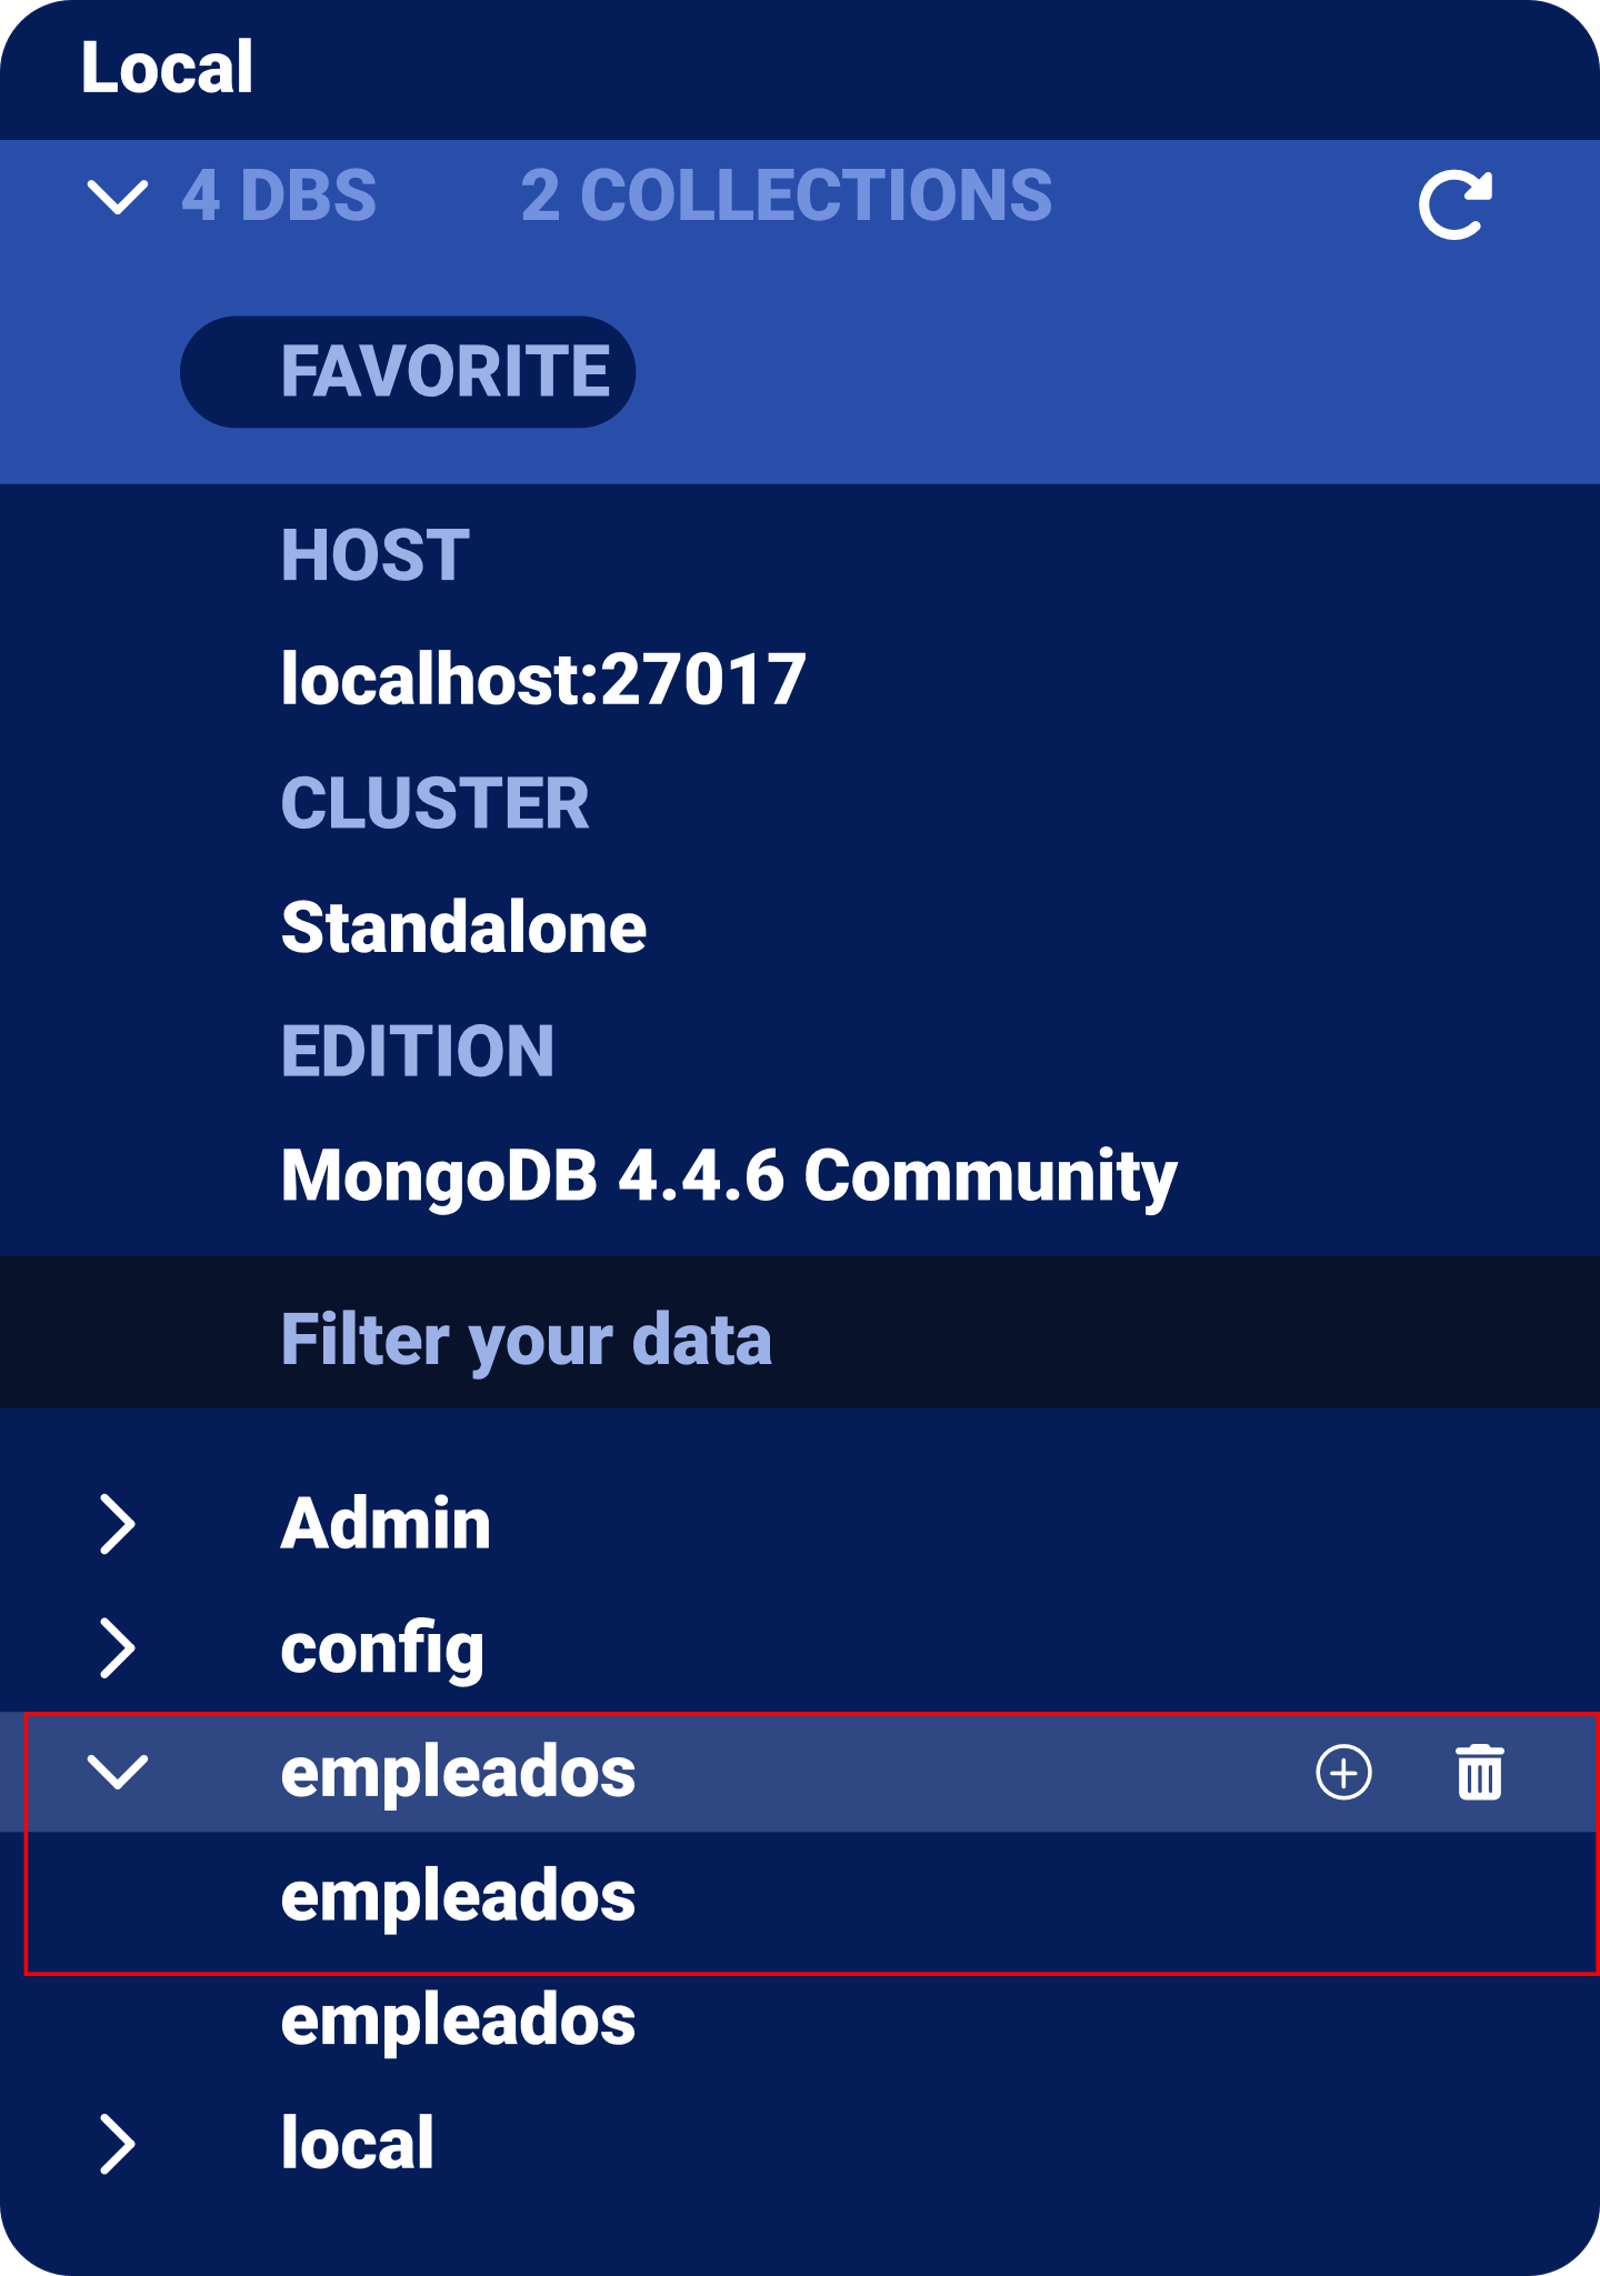 Local
4 DBS 2 COLLECTIONS
FAVORITE
HOST
localhost:27017
CLUSTER
Standalone
EDITION
MongoDB 4.4.6 Community
Filter your data
Admin
config
empleados
empleados
empleados
local